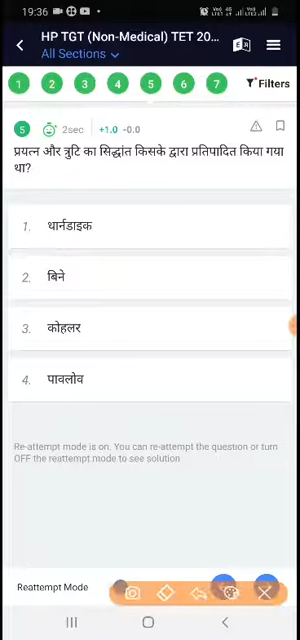 19:36
HP TGT (Non-Medical) TET 20...
All Sections
1 2 3 4 5 6 7 Filters
5 2sec +1.0 -0.0
प्रयत्न और त्रुटि का सिद्धांत किसके द्वारा प्रतिपादित किया गया
था?
1. थार्नडाइक
2. बिने
3. कोहलर
4. पावलोव
Re-attempt mode is on. You can re-attempt the question or turn
OFF the reattempt mode to see solution
Reattempt Mode